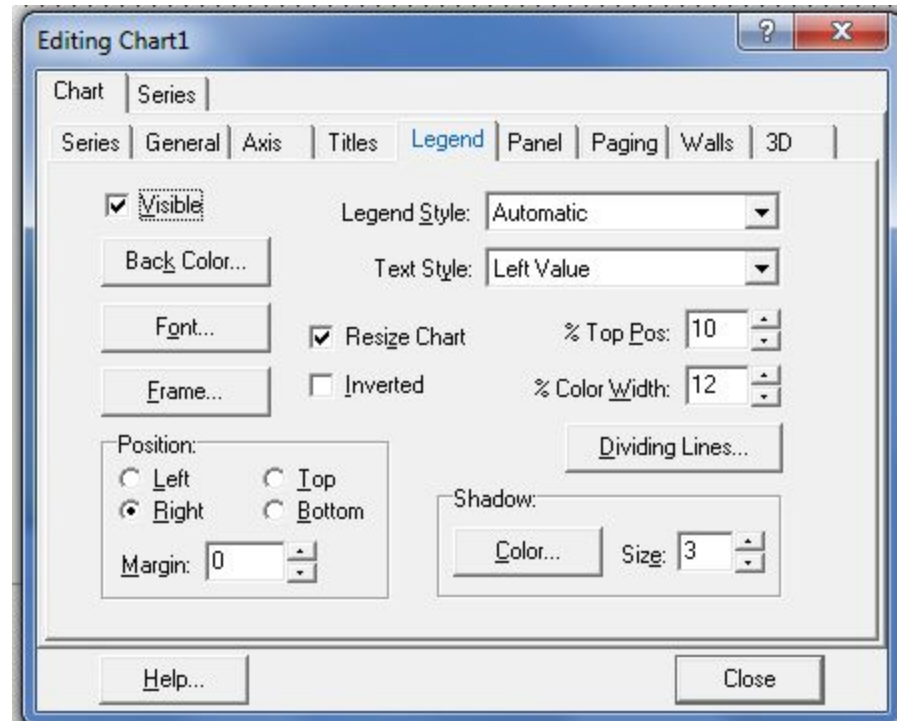 Editing Chart1
?
X
Chart Series
Series General Axis Titles Legend Panel Paging Walls 3D
Visible
Legend Style: Automatic
Back Color...
Text Style: Left Value
Font...
Resize Chart
% Top Pos: 10
Frame...
Inverted
% Color Width: 12
Dividing Lines...
Position:
Left Top
Right Bottom
Margin: 0
Shadow:
Color... Size: 3
Help... Close